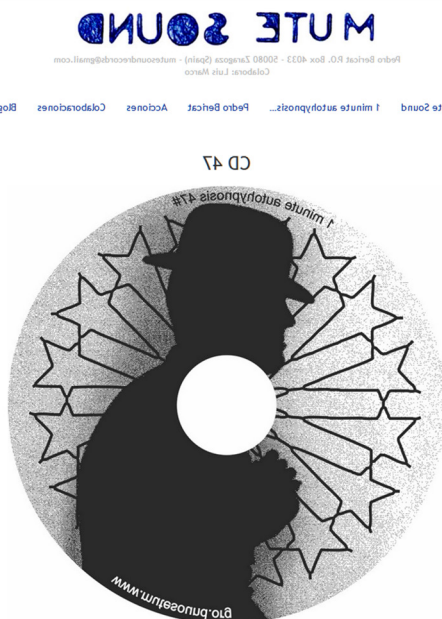 MUTE SOUND
Pedro Bericat P.O. Box 4033 - 50080 Zaragoza (Spain) - mutesoundrecords@gmail.com
Colabora: Luis Marco
te Sound 1 minute autohypnosis... Pedro Bericat Acciones Colaboraciones Blog
CD 47
1 minute autohypnosis 47#
www.mutesound.org